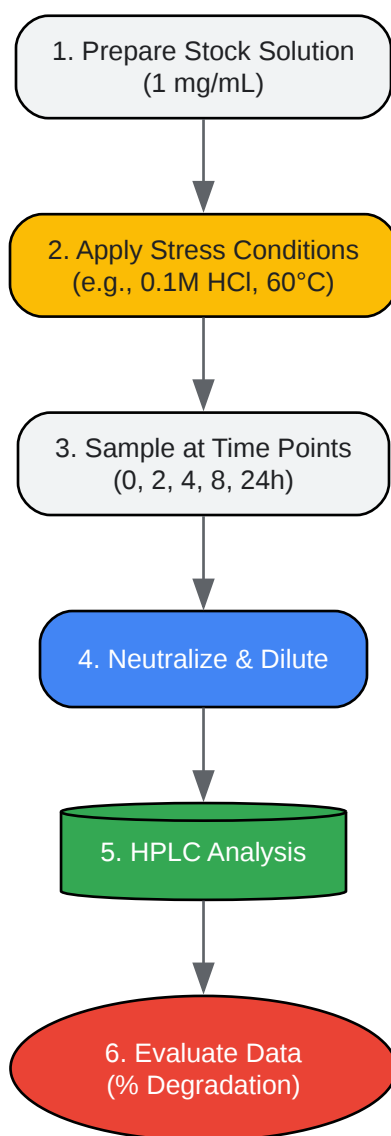 1. Prepare Stock Solution
(1 mg/mL)
2. Apply Stress Conditions
(e.g., 0.1M HCl, 60°C)
3. Sample at Time Points
(0, 2, 4, 8, 24h)
4. Neutralize & Dilute
5. HPLC Analysis
6. Evaluate Data
(% Degradation)